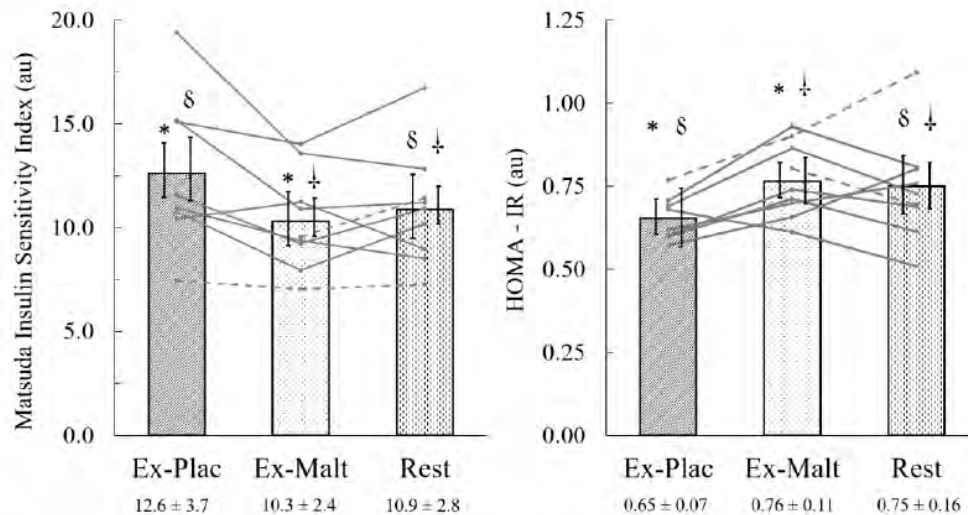 Matsuda Insulin Sensitivity Index (au)
20.0
15.0
10.0
5.0
0.0
* §
* ⸸
§ ⸸
Ex-Plac Ex-Malt Rest
12.6 ± 3.7 10.3 ± 2.4 10.9 ± 2.8
HOMA - IR (au)
1.25
1.00
0.75
0.50
0.25
0.00
* §
* ⸸
§ ⸸
Ex-Plac Ex-Malt Rest
0.65 ± 0.07 0.76 ± 0.11 0.75 ± 0.16